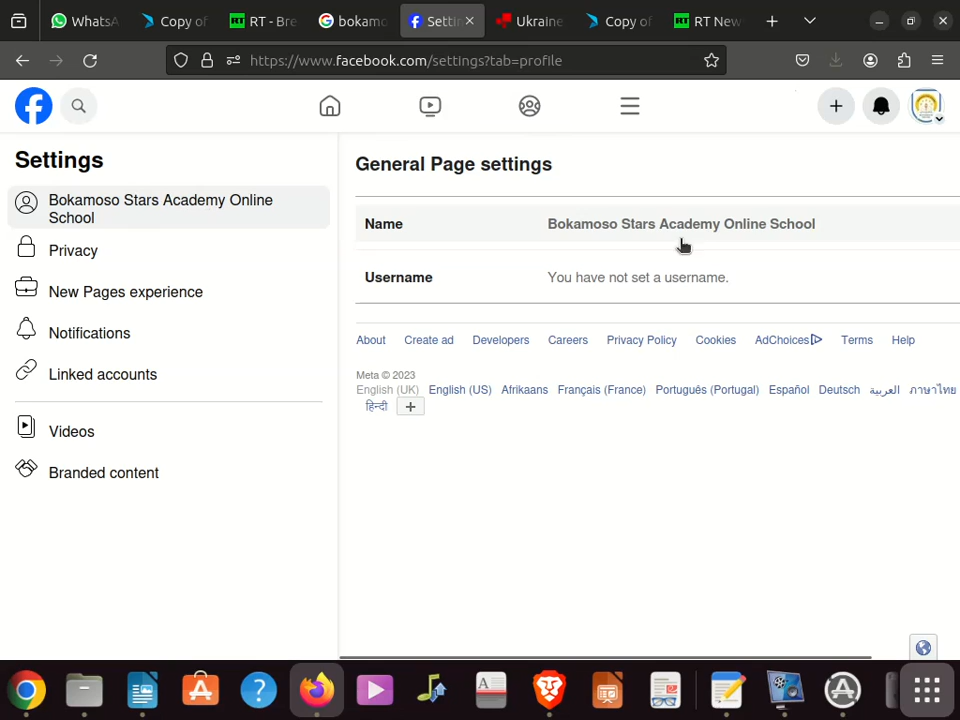 WhatsA
Copy of
RT - Bre
bokamo
Setti
Ukraine
Copy of
RT New
https://www.facebook.com/settings?tab=profile
Settings
Bokamoso Stars Academy Online
School
Privacy
New Pages experience
Notifications
Linked accounts
Videos
Branded content
General Page settings
Name
Bokamoso Stars Academy Online School
Username
You have not set a username.
About Create ad Developers Careers Privacy Policy Cookies AdChoices Terms Help
Meta © 2023
English (UK) English (US) Afrikaans Français (France) Português (Portugal) Español Deutsch العربية ภาษาไทย
हिन्दी